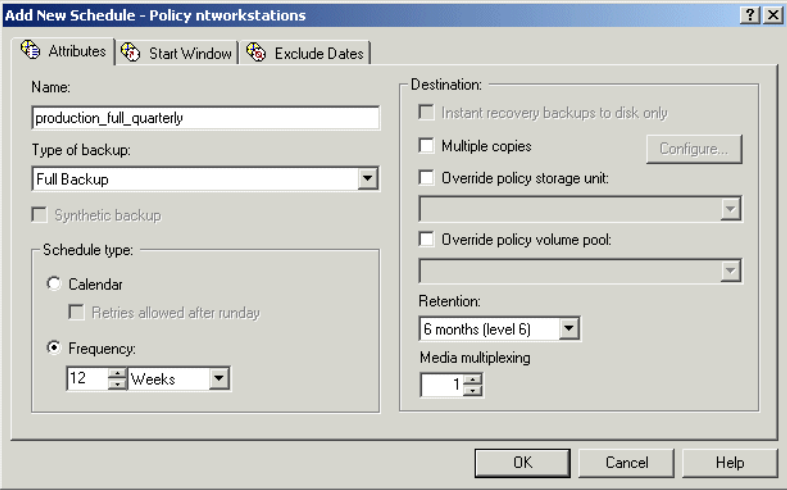 Add New Schedule - Policy ntworkstations
Attributes
Start Window
Exclude Dates
Name:
production_full_quarterly
Type of backup:
Full Backup
Synthetic backup
Schedule type:
Calendar
Retries allowed after runday
Frequency:
12 Weeks
Destination:
Instant recovery backups to disk only
Multiple copies
Configure...
Override policy storage unit:
Override policy volume pool:
Retention:
6 months (level 6)
Media multiplexing
1
OK
Cancel
Help